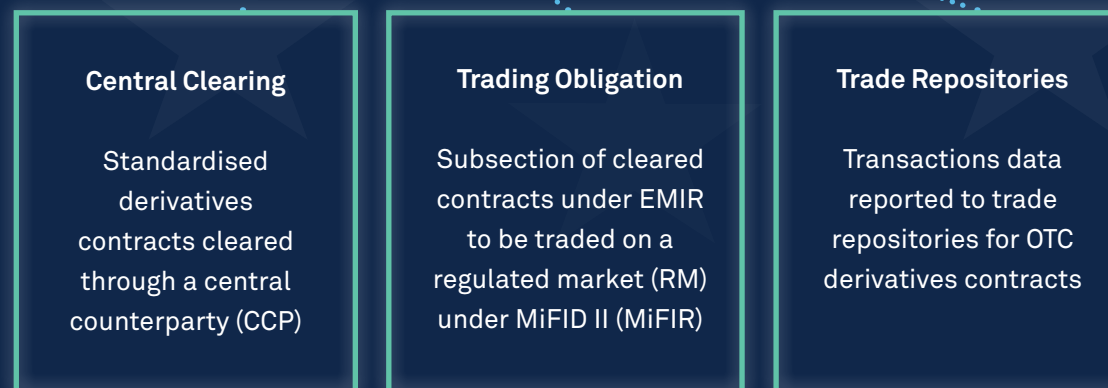 Central Clearing
Standardised
derivatives
contracts cleared
through a central
counterparty (CCP)
Trading Obligation
Subsection of cleared
contracts under EMIR
to be traded on a
regulated market (RM)
under MiFID II (MiFIR)
Trade Repositories
Transactions data
reported to trade
repositories for OTC
derivatives contracts